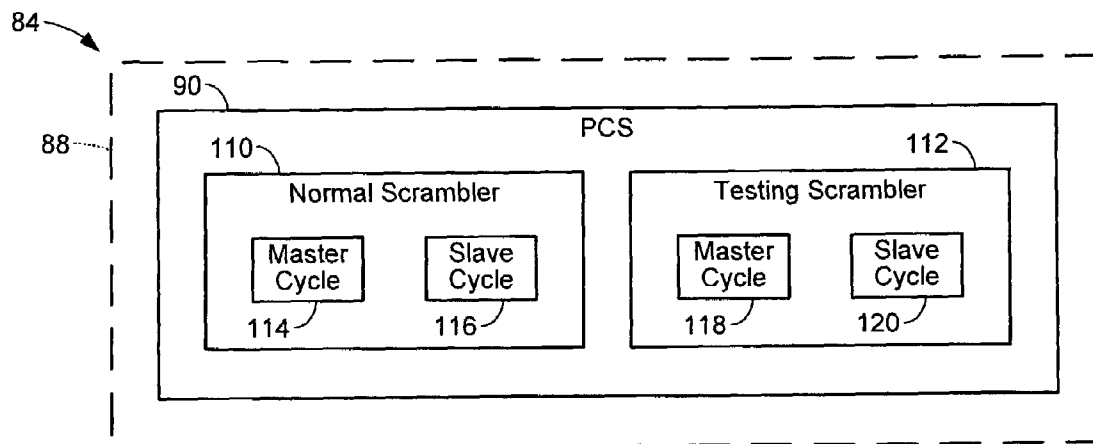 84
90
PCS
88
110
112
Normal Scrambler
Testing Scrambler
Master
Cycle
Slave
Cycle
Master
Cycle
Slave
Cycle
114
116
118
120